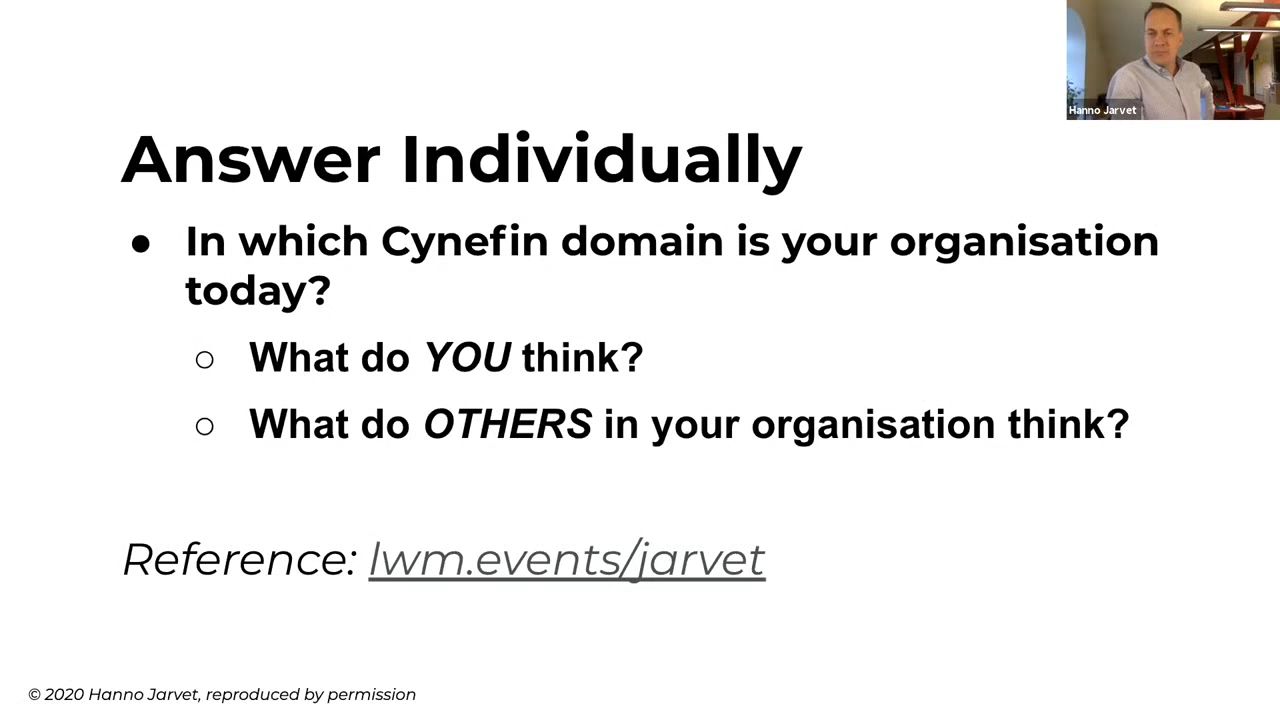 Hanno Jarvet
Answer Individually
● In which Cynefin domain is your organisation
today?
○ What do YOU think?
○ What do OTHERS in your organisation think?
Reference: lwm.events/jarvet
© 2020 Hanno Jarvet, reproduced by permission